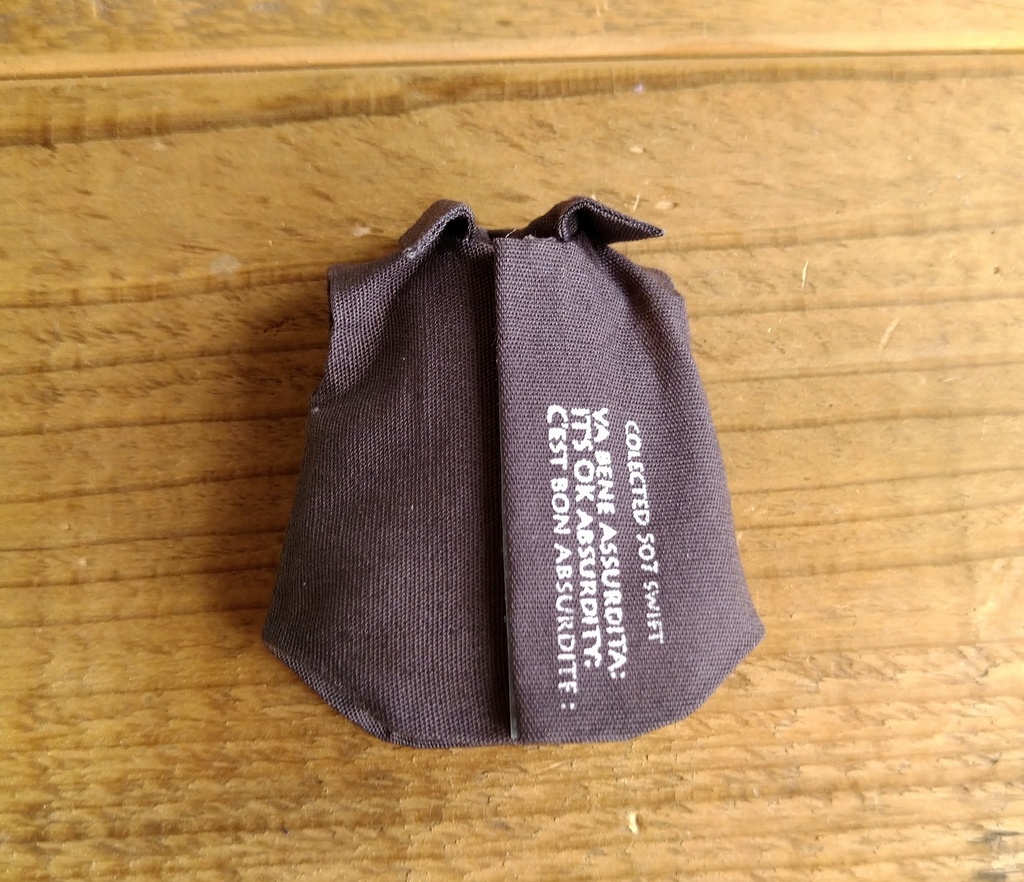 COLECTED SOT SWIFT
VA BENE ASSURDITA:
IT'S OK ABSURDITY:
C'EST BON ABSURDITE :